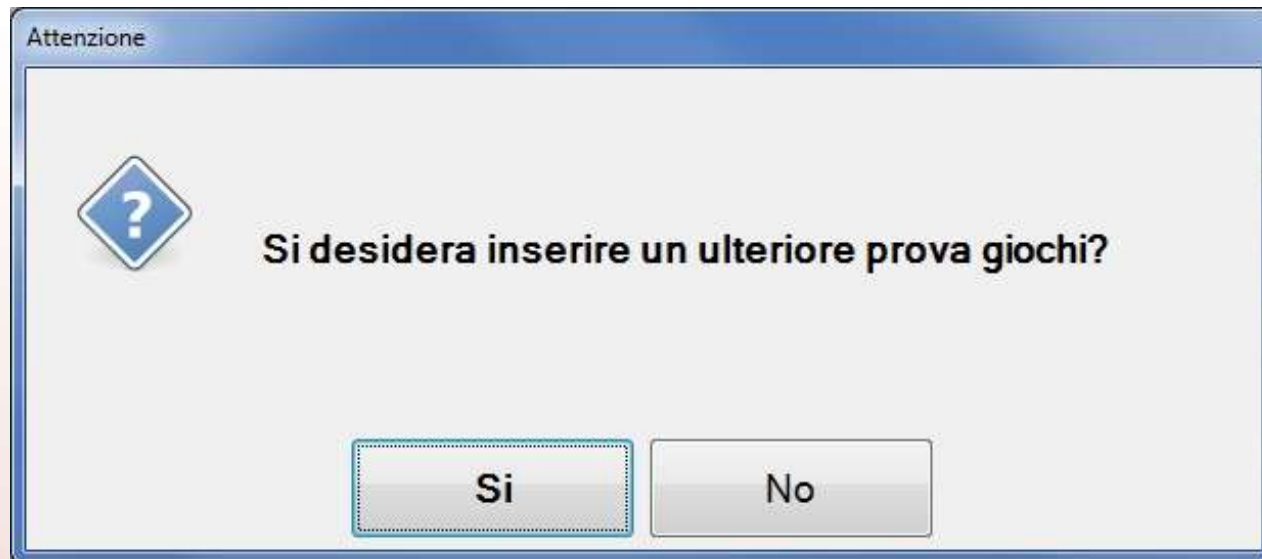 Attenzione
?
Si desidera inserire un ulteriore prova giochi?
Si
No